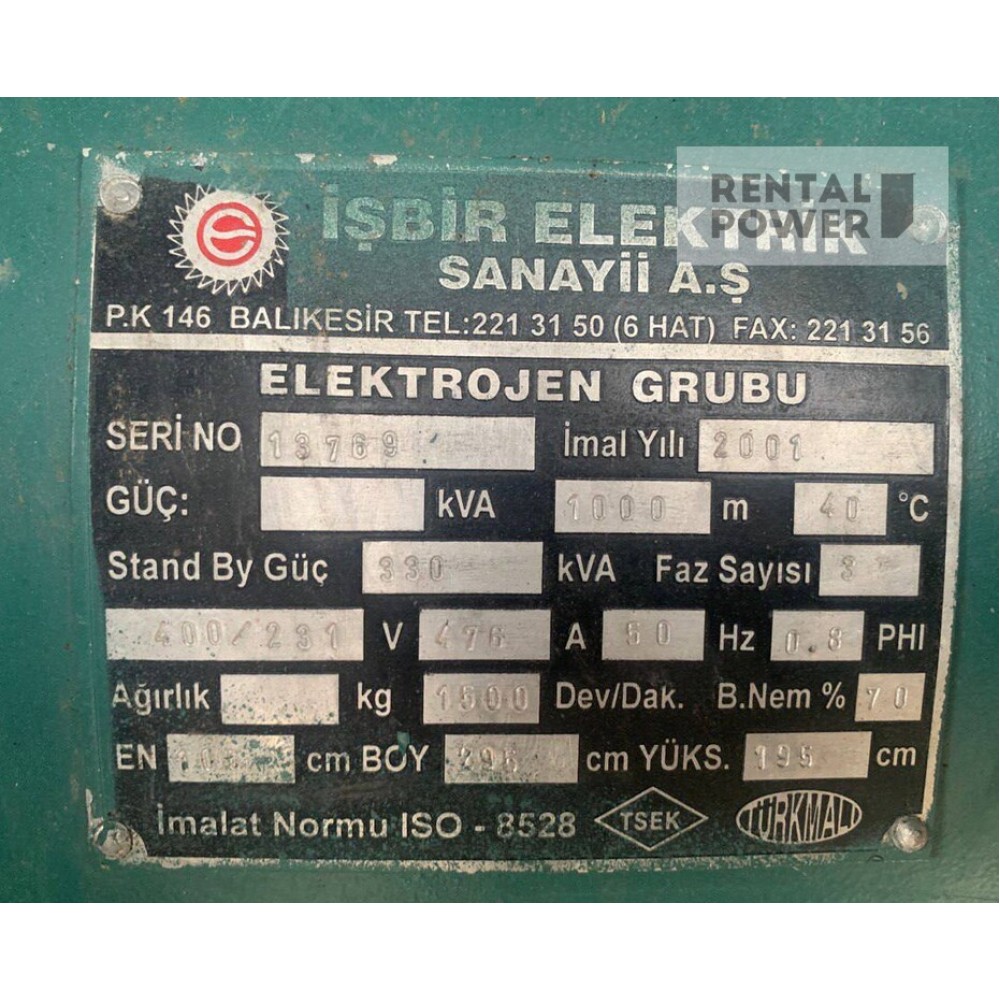 RENTAL
POWER
İŞBİR ELEKTRİK
SANAYİİ A.Ş
P.K 146 BALIKESİR TEL:221 31 50 (6 HAT) FAX: 221 31 56
ELEKTROJEN GRUBU
SERİ NO 13769 İmal Yılı 2001
GÜÇ: kVA 1000 m 40 °C
Stand By Güç 330 kVA Faz Sayısı 3
400/231 V 476 A 50 Hz 0.8 PHI
Ağırlık kg 1500 Dev/Dak. B.Nem % 70
EN cm BOY 295 cm YÜKS. 195 cm
İmalat Normu ISO - 8528 TSEK TÜRKMALI